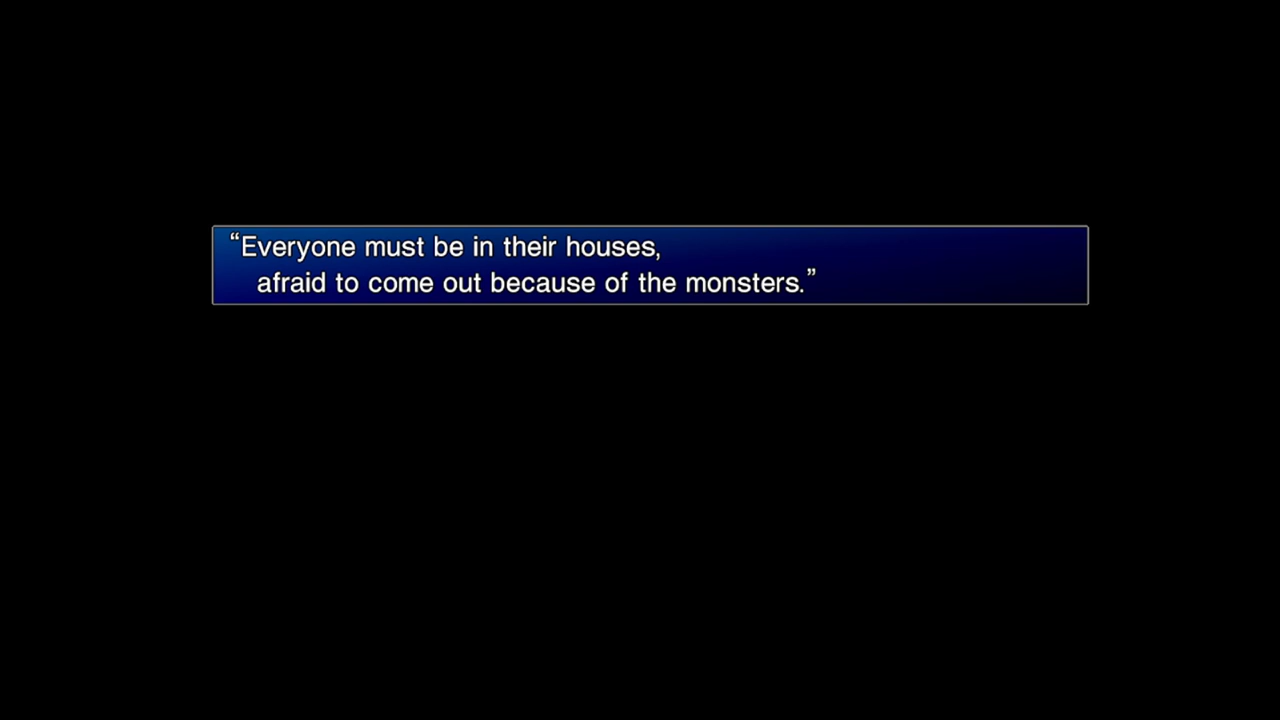 “Everyone must be in their houses,
afraid to come out because of the monsters.”